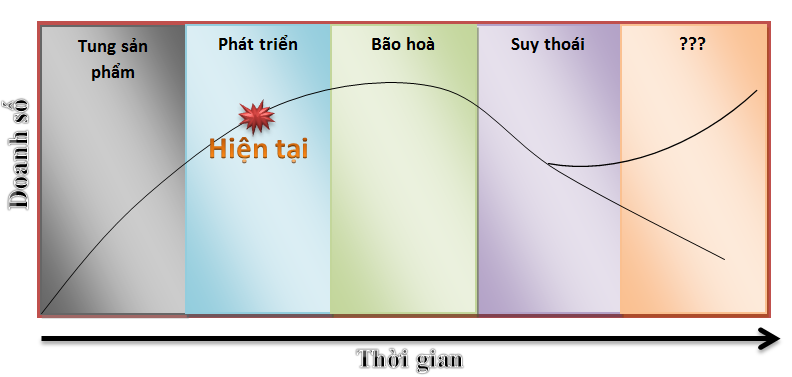 Tung sản
phẩm
Phát triển
Bão hoà
Suy thoái
???
Hiện tại
Doanh số
Thời gian